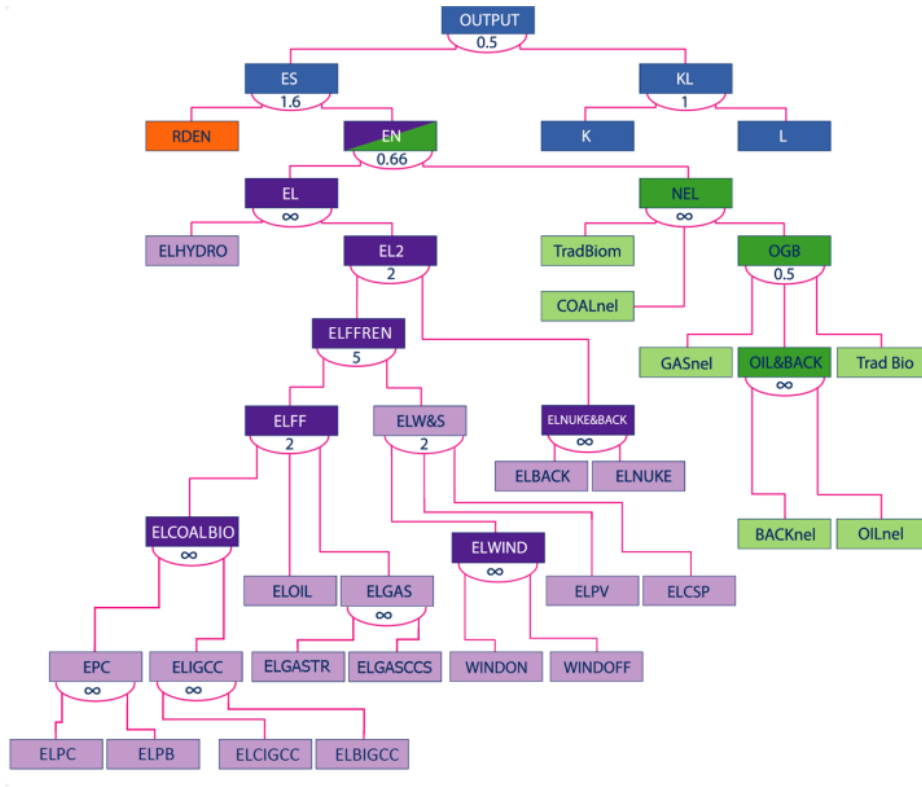 OUTPUT
0.5
ES
KL
1.6
1
RDEN
EN
K
L
0.66
EL
NEL
∞
∞
ELHYDRO
EL2
TradBiom
OGB
2
0.5
COALnel
ELFFREN
5
GASnel
OIL&BACK
Trad Bio
∞
ELFF
ELW&S
ELNUKE&BACK
2
2
∞
ELBACK
ELNUKE
ELCOALBIO
∞
ELWIND
∞
BACKnel
OILnel
ELOIL
ELGAS
∞
ELPV
ELCSP
EPC
∞
ELIGCC
∞
ELGASTR
ELGASCCS
WINDON
WINDOFF
ELPC
ELPB
ELCIGCC
ELBIGCC